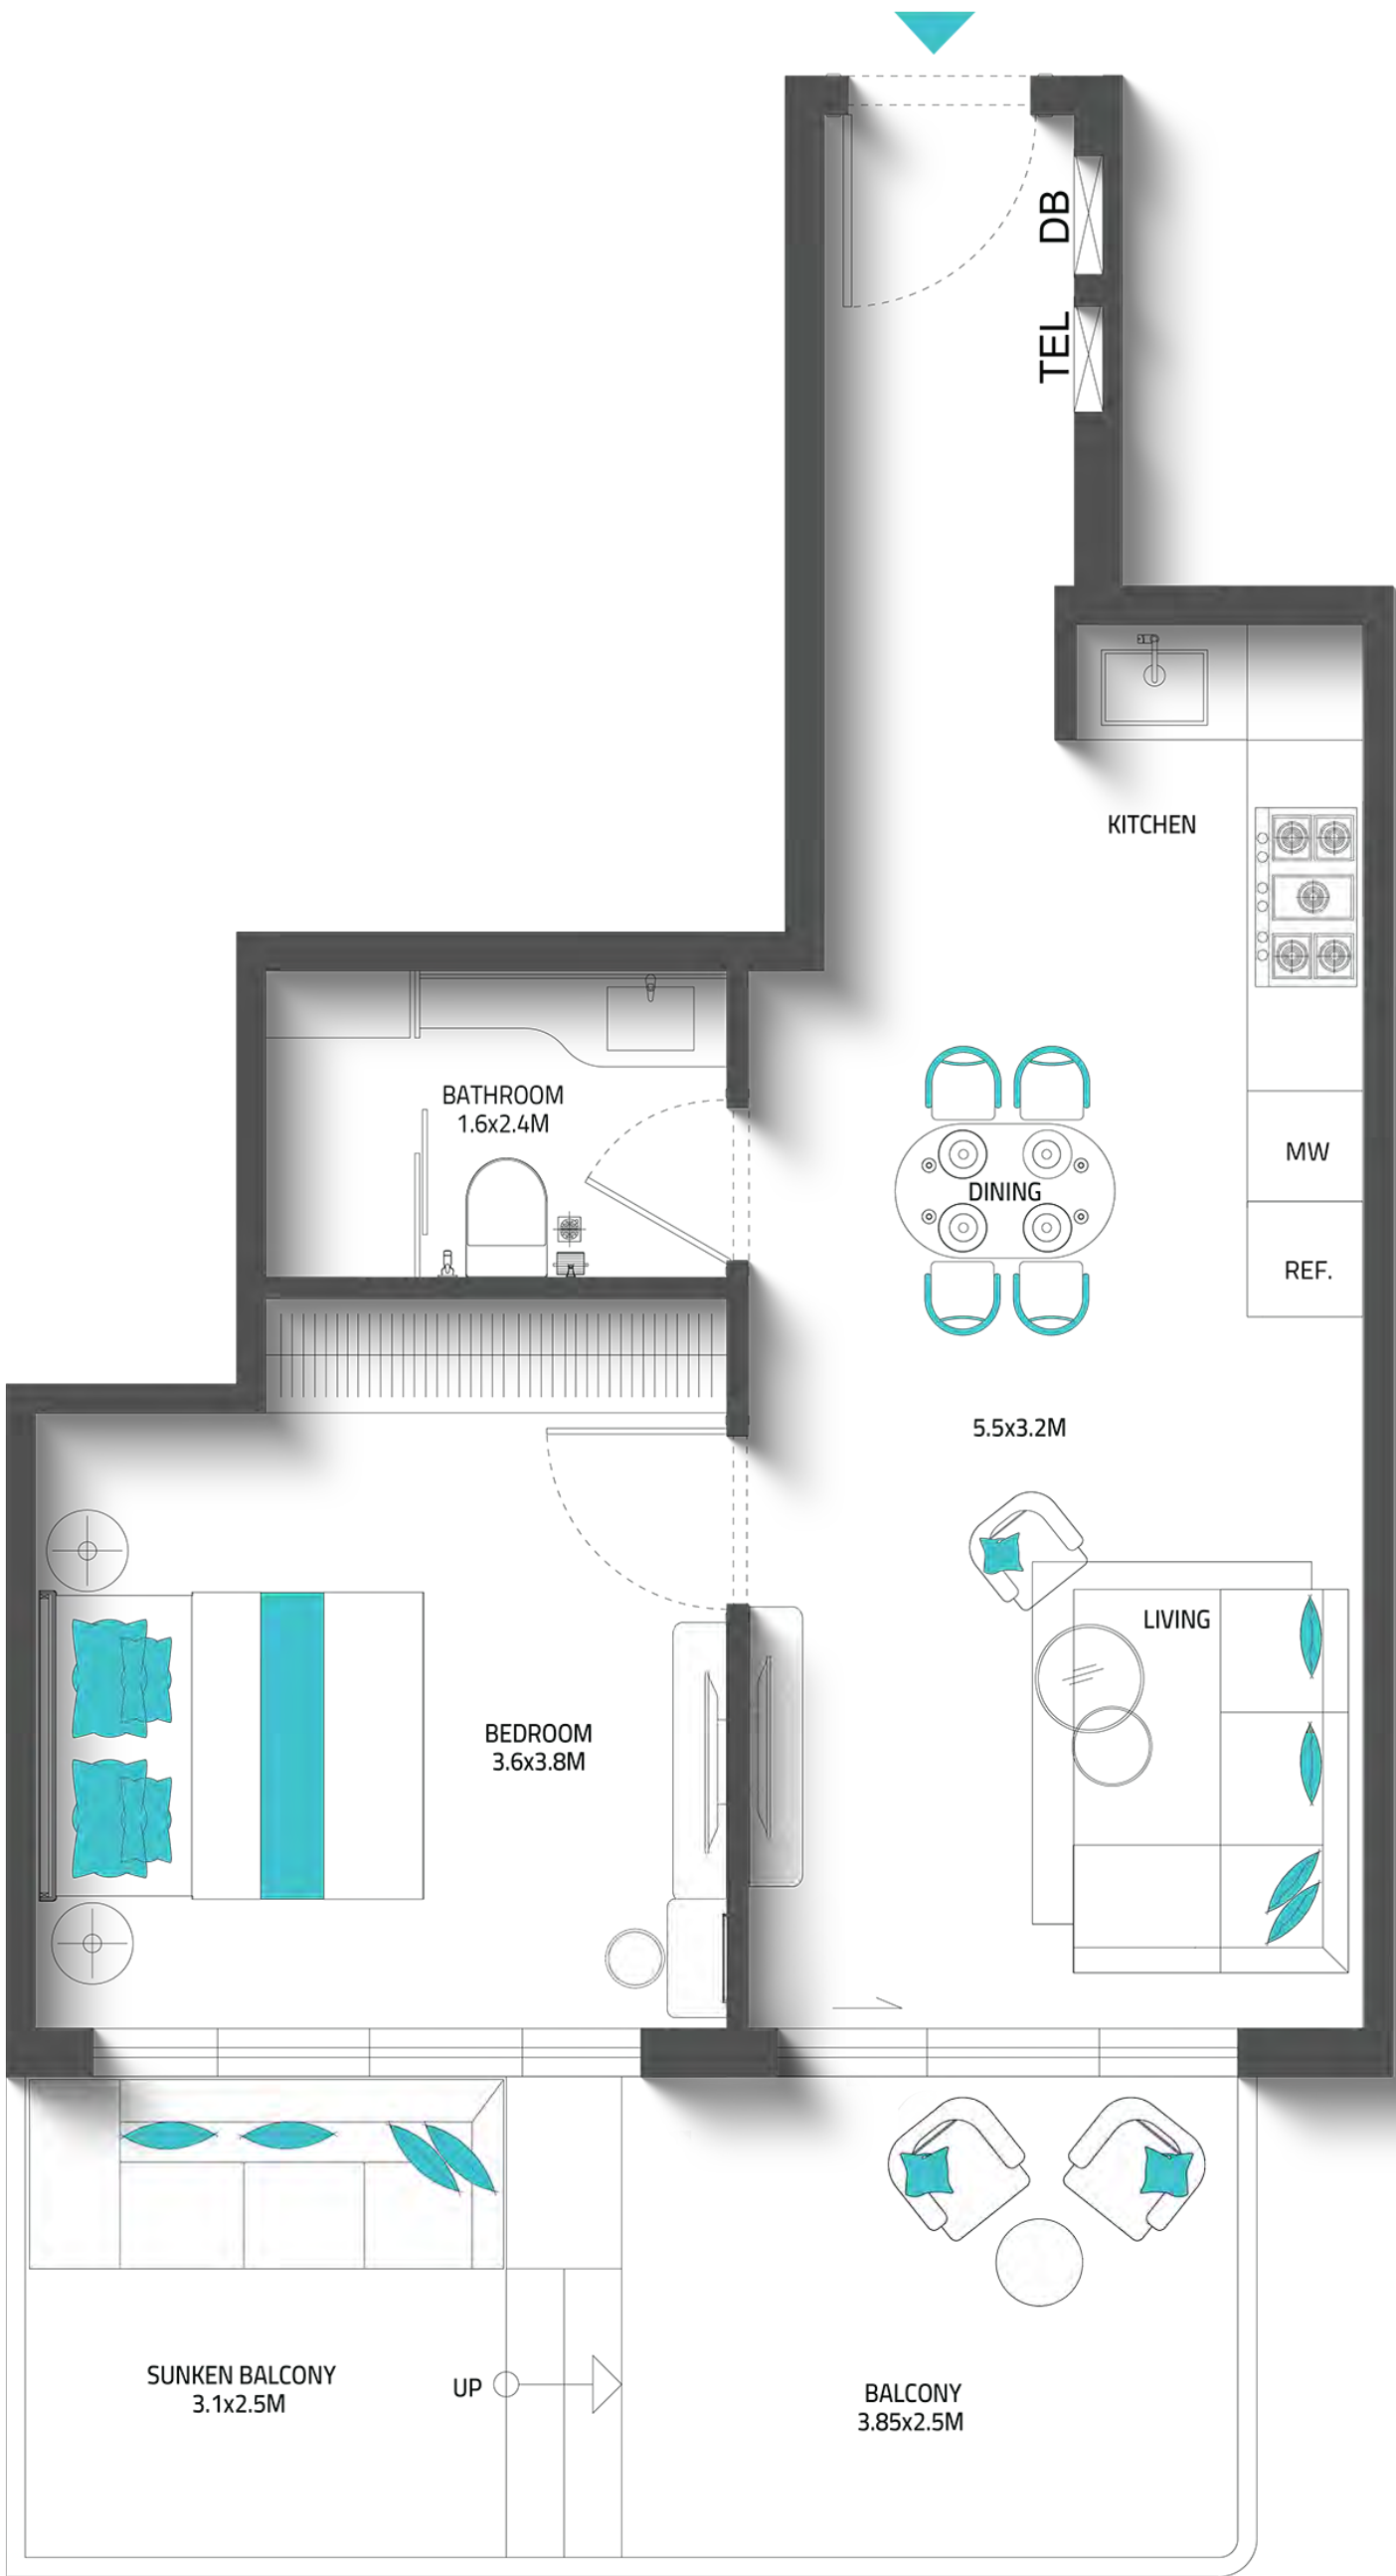 DB
TEL
KITCHEN
BATHROOM
1.6x2.4M
MW
DINING
REF.
5.5x3.2M
LIVING
BEDROOM
3.6x3.8M
SUNKEN BALCONY
3.1x2.5M
UP
BALCONY
3.85x2.5M